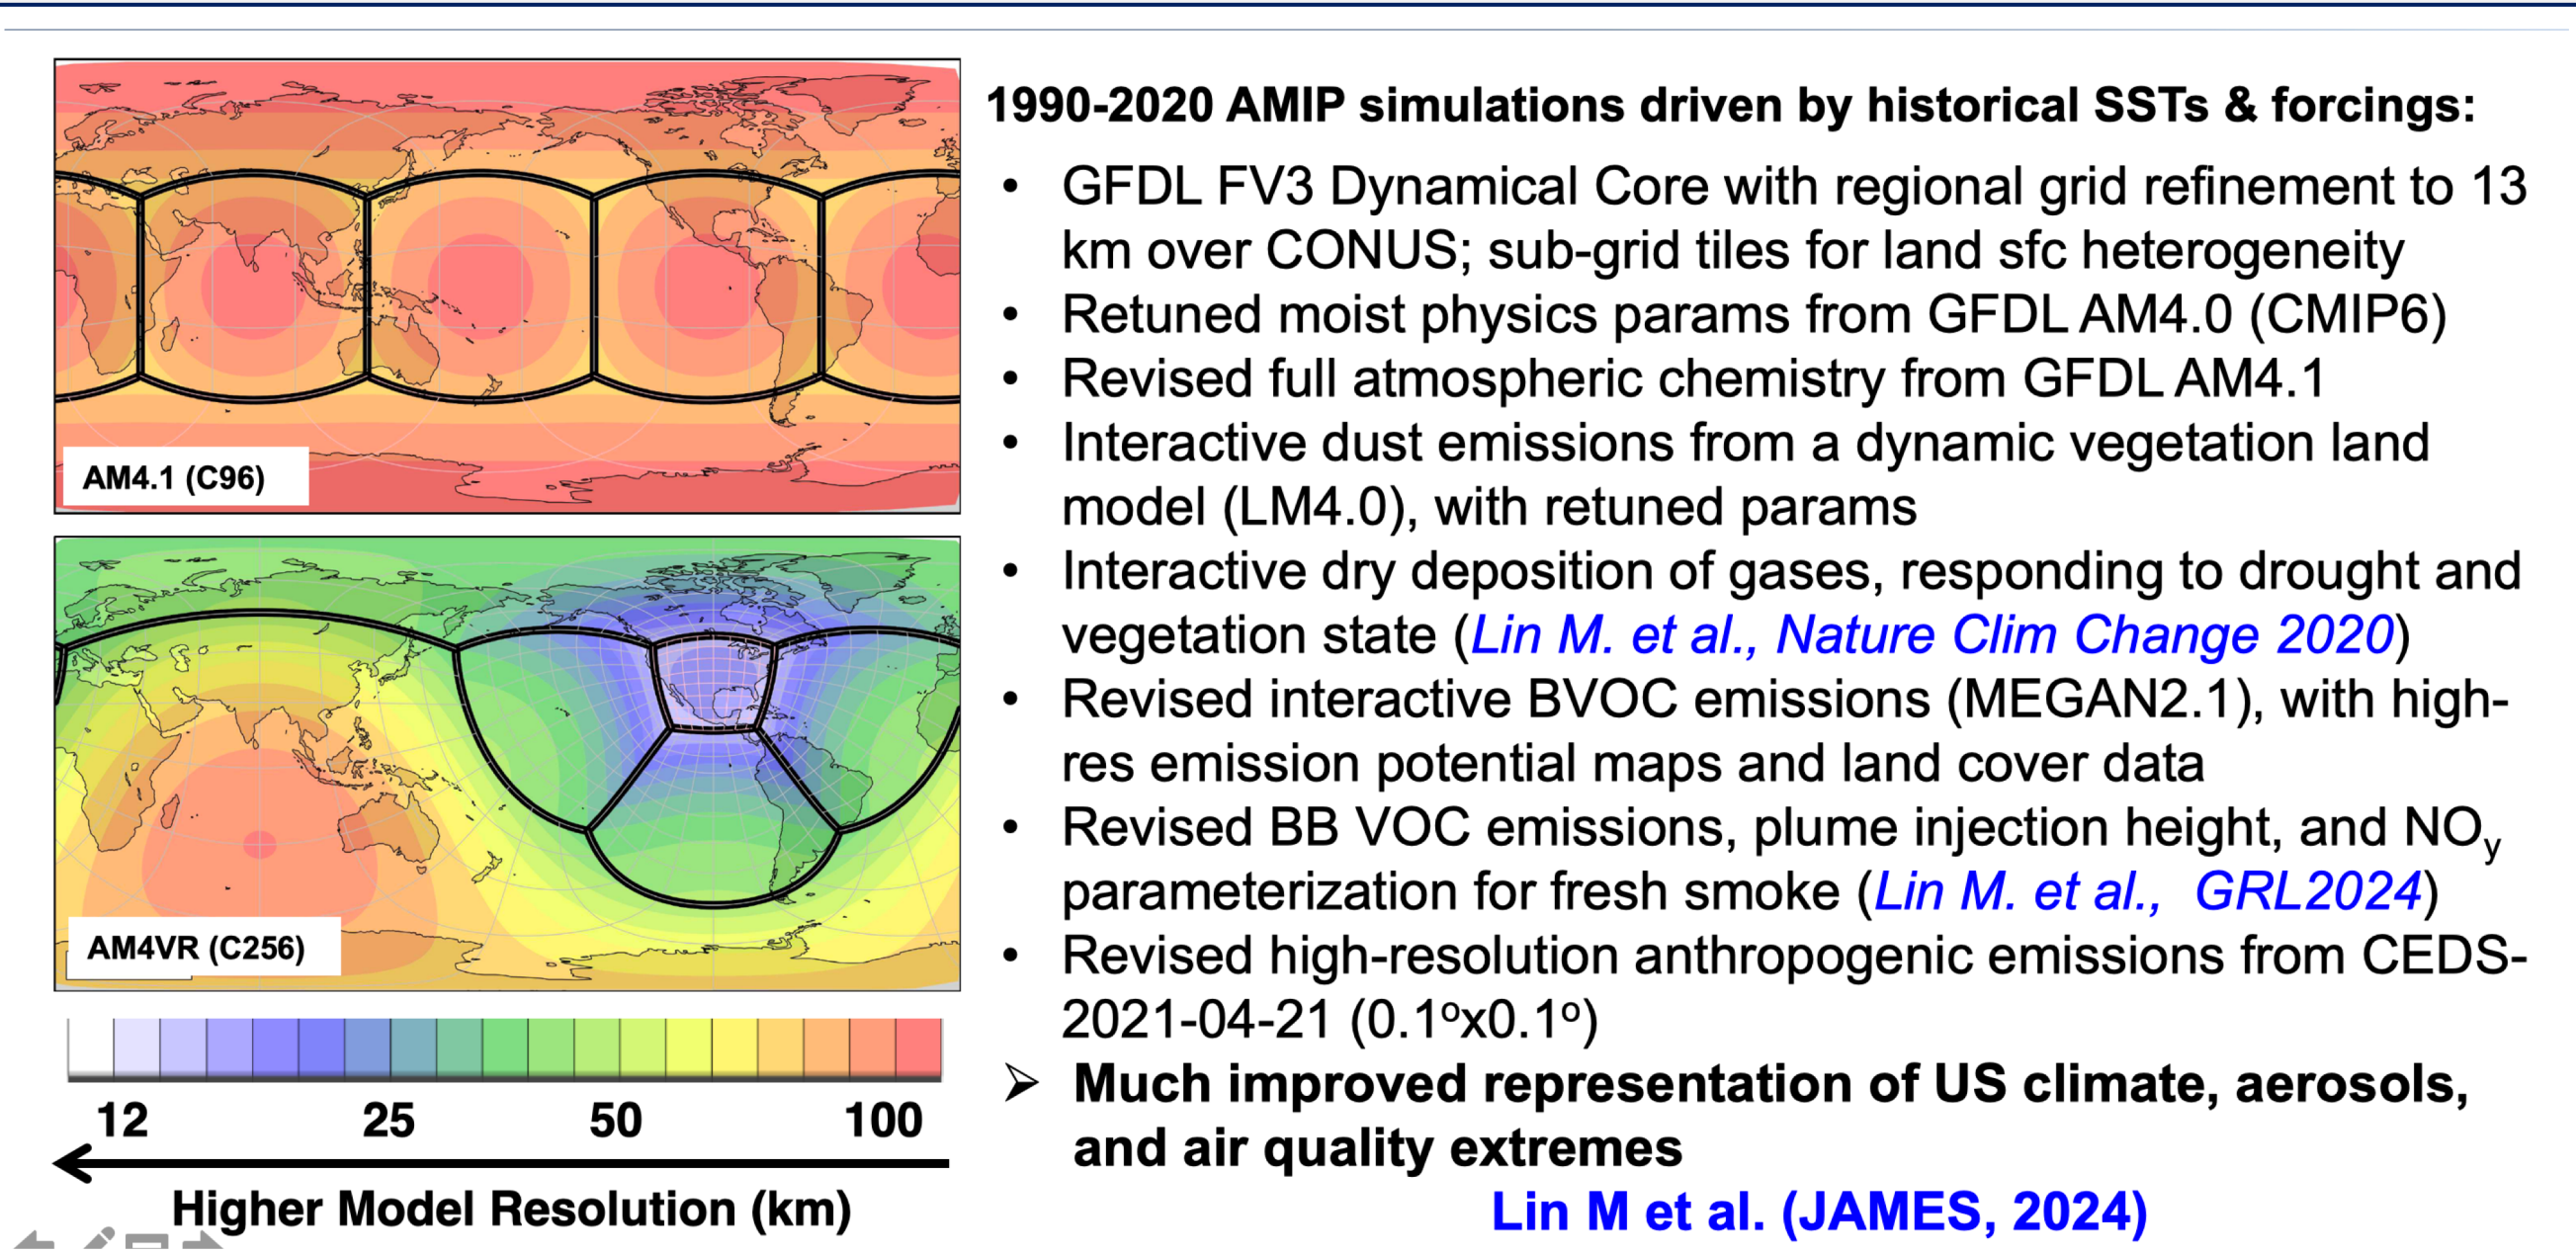 1990-2020 AMIP simulations driven by historical SSTs & forcings:
• GFDL FV3 Dynamical Core with regional grid refinement to 13
km over CONUS; sub-grid tiles for land sfc heterogeneity
• Retuned moist physics params from GFDL AM4.0 (CMIP6)
• Revised full atmospheric chemistry from GFDL AM4.1
• Interactive dust emissions from a dynamic vegetation land
model (LM4.0), with retuned params
• Interactive dry deposition of gases, responding to drought and
vegetation state (Lin M. et al., Nature Clim Change 2020)
• Revised interactive BVOC emissions (MEGAN2.1), with high-
res emission potential maps and land cover data
• Revised BB VOC emissions, plume injection height, and NOy
parameterization for fresh smoke (Lin M. et al., GRL2024)
• Revised high-resolution anthropogenic emissions from CEDS-
2021-04-21 (0.1ºx0.1º)
➢ Much improved representation of US climate, aerosols,
and air quality extremes
Lin M et al. (JAMES, 2024)
AM4.1 (C96)
AM4VR (C256)
12 25 50 100
Higher Model Resolution (km)